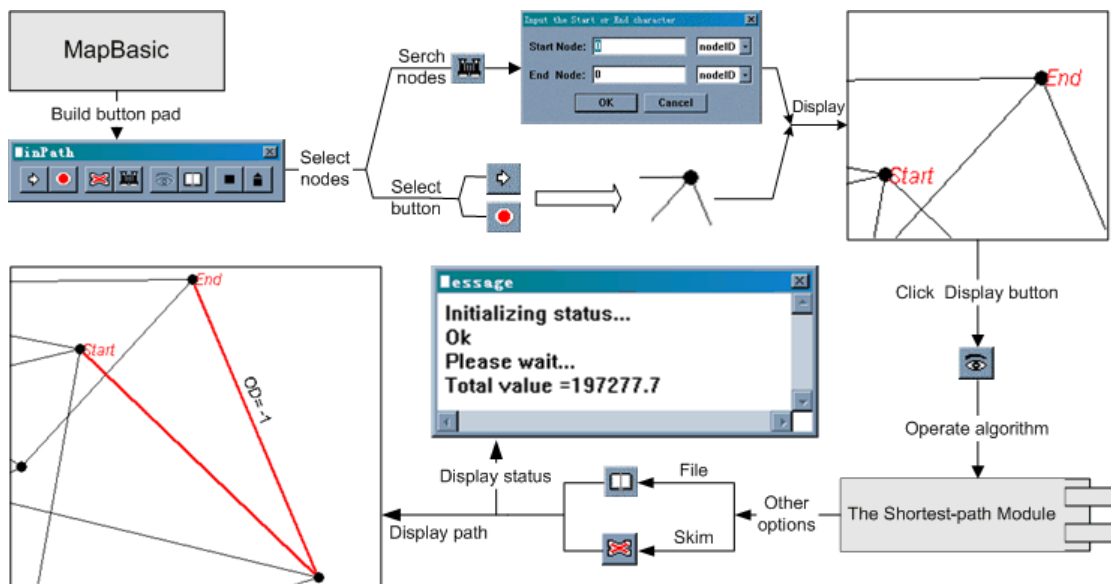 MapBasic
Build button pad
■inPath
Select
nodes
Serch
nodes
Input the Start or End character
Start Node:
0
nodeID
End Node:
0
nodeID
OK
Cancel
Select
button
Display
End
Start
Click Display button
Operate algorithm
The Shortest-path Module
Other
options
File
Skim
Display status
Display path
■essage
Initializing status...
Ok
Please wait...
Total value =197277.7
End
Start
OD= -1